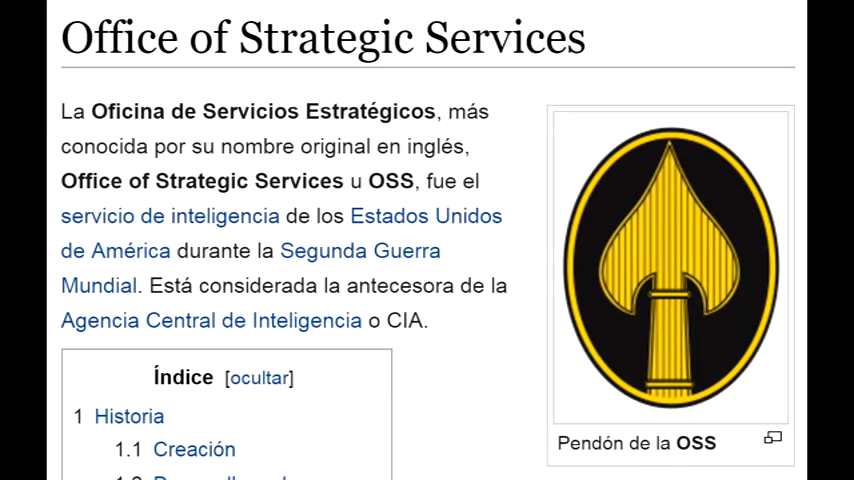 Office of Strategic Services
La Oficina de Servicios Estratégicos, más
conocida por su nombre original en inglés,
Office of Strategic Services u OSS, fue el
servicio de inteligencia de los Estados Unidos
de América durante la Segunda Guerra
Mundial. Está considerada la antecesora de la
Agencia Central de Inteligencia o CIA.
Índice [ocultar]
1 Historia
1.1 Creación
Pendón de la OSS